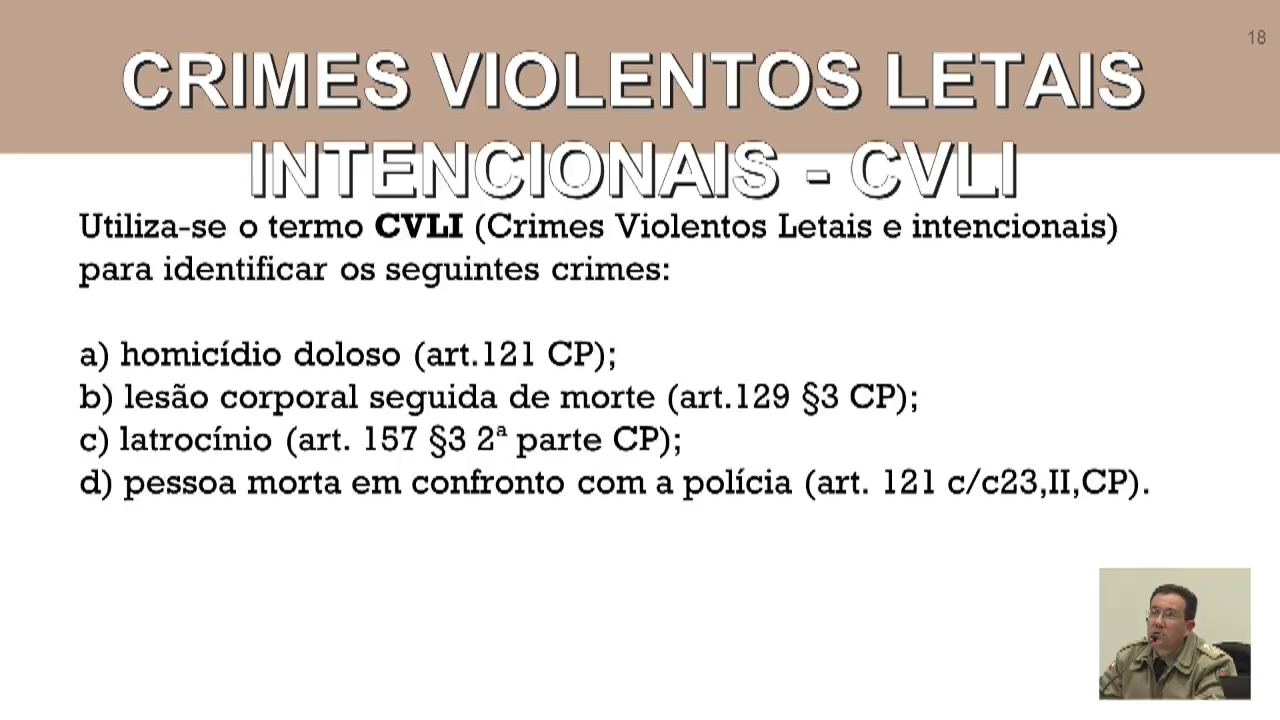 18
CRIMES VIOLENTOS LETAIS
INTENCIONAIS - CVLI
Utiliza-se o termo CVLI (Crimes Violentos Letais e intencionais)
para identificar os seguintes crimes:
a) homicídio doloso (art.121 CP);
b) lesão corporal seguida de morte (art.129 §3 CP);
c) latrocínio (art. 157 §3 2ª parte CP);
d) pessoa morta em confronto com a polícia (art. 121 c/c23,II,CP).